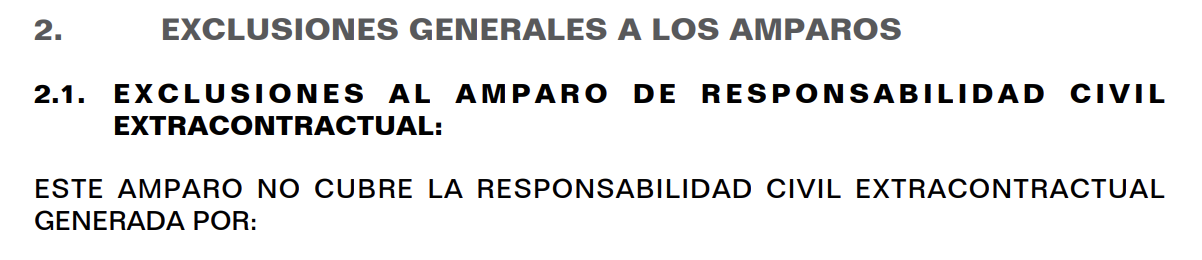 2. EXCLUSIONES GENERALES A LOS AMPAROS
2.1. EXCLUSIONES AL AMPARO DE RESPONSABILIDAD CIVIL
EXTRACONTRACTUAL:
ESTE AMPARO NO CUBRE LA RESPONSABILIDAD CIVIL EXTRACONTRACTUAL
GENERADA POR: